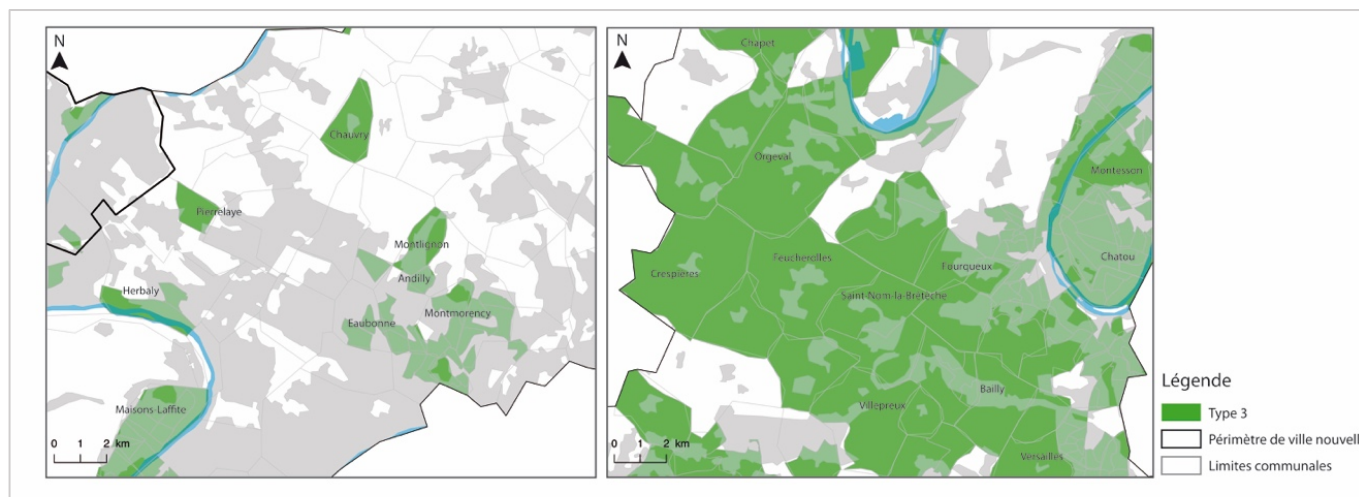 N
Chauvry
Pierrelaye
Montlignon
Andilly
Herbaly
Eaubonne
Montmorency
Maisons-Laffite
0 1 2 km
N
Chapet
Orgeval
Montesson
Crespières
Feucherolles
Fourqueux
Chatou
Saint-Nom-la-Bretèche
Bailly
Villepreux
Versailles
0 1 2 km
Légende
Type 3
Périmètre de ville nouvell
Limites communales